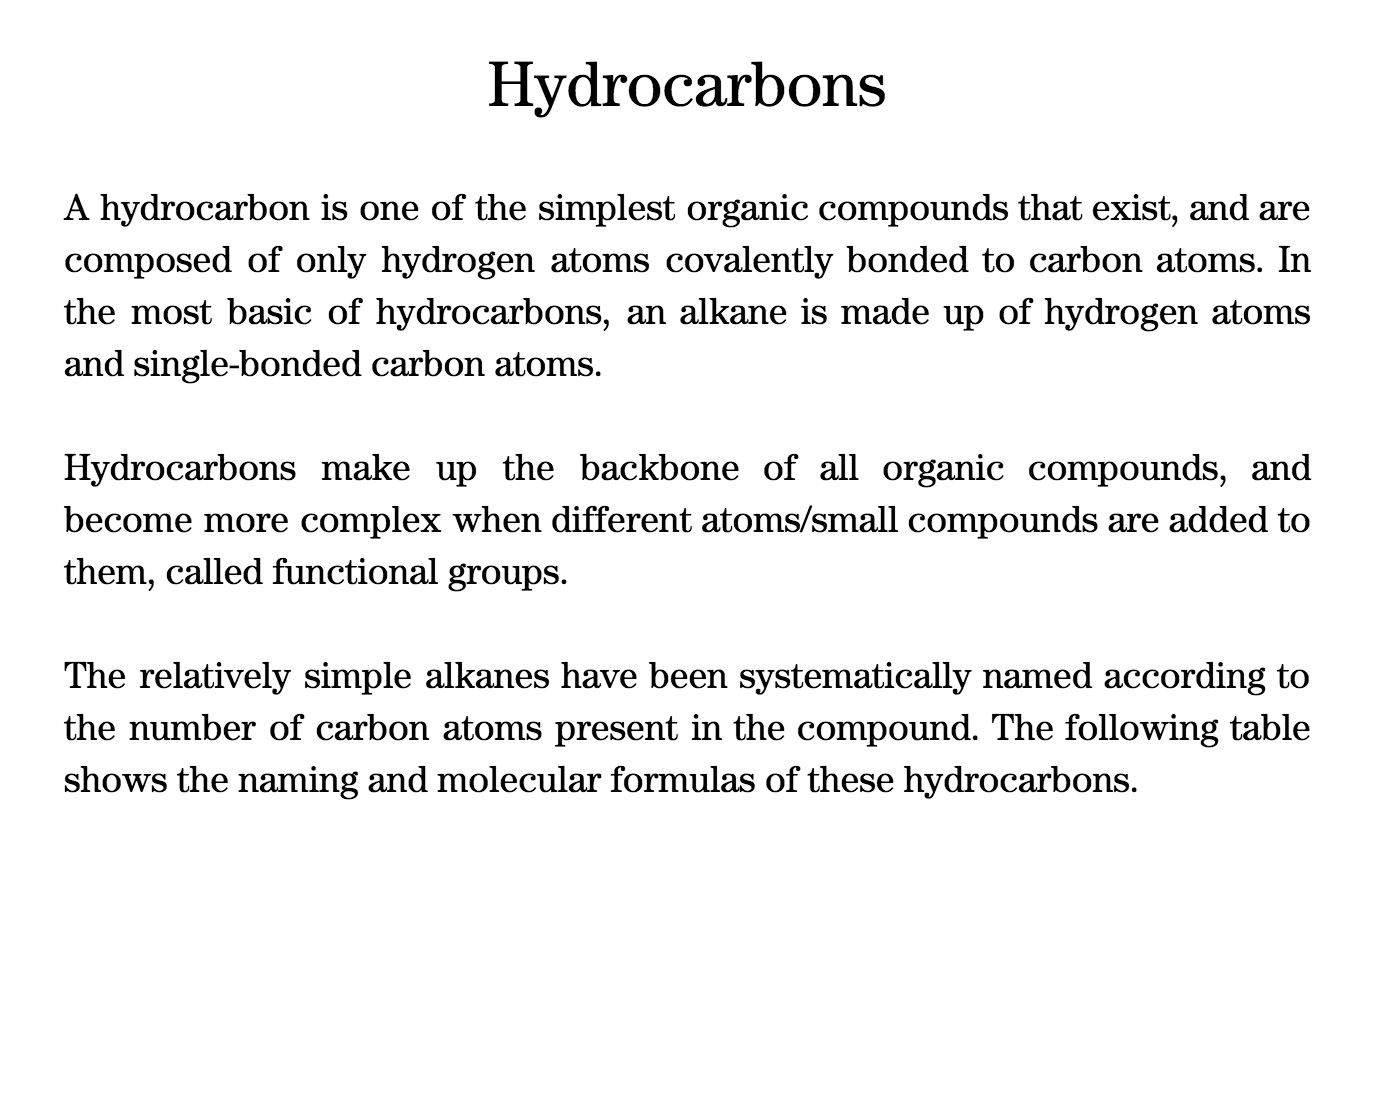 Hydrocarbons
A hydrocarbon is one of the simplest organic compounds that exist, and are
composed of only hydrogen atoms covalently bonded to carbon atoms. In
the most basic of hydrocarbons, an alkane is made up of hydrogen atoms
and single-bonded carbon atoms.
Hydrocarbons make up the backbone of all organic compounds, and
become more complex when different atoms/small compounds are added to
them, called functional groups.
The relatively simple alkanes have been systematically named according to
the number of carbon atoms present in the compound. The following table
shows the naming and molecular formulas of these hydrocarbons.